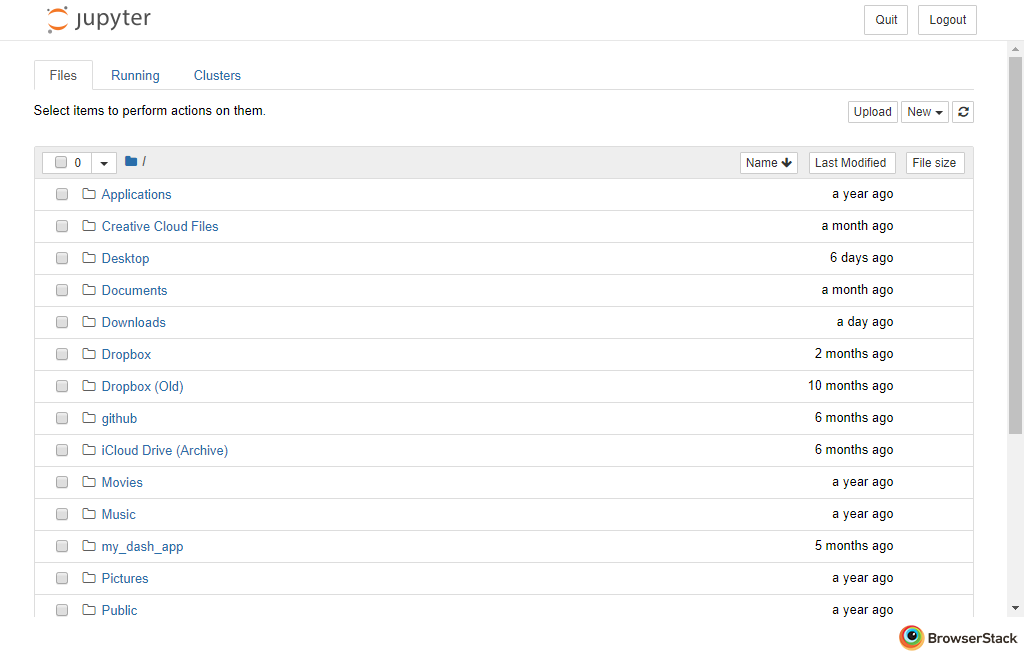 jupyter Quit Logout
Files Running Clusters
Select items to perform actions on them. Upload New
0 / Name Last Modified File size
Applications a year ago
Creative Cloud Files a month ago
Desktop 6 days ago
Documents a month ago
Downloads a day ago
Dropbox 2 months ago
Dropbox (Old) 10 months ago
github 6 months ago
iCloud Drive (Archive) 6 months ago
Movies a year ago
Music a year ago
my_dash_app 5 months ago
Pictures a year ago
Public a year ago
BrowserStack